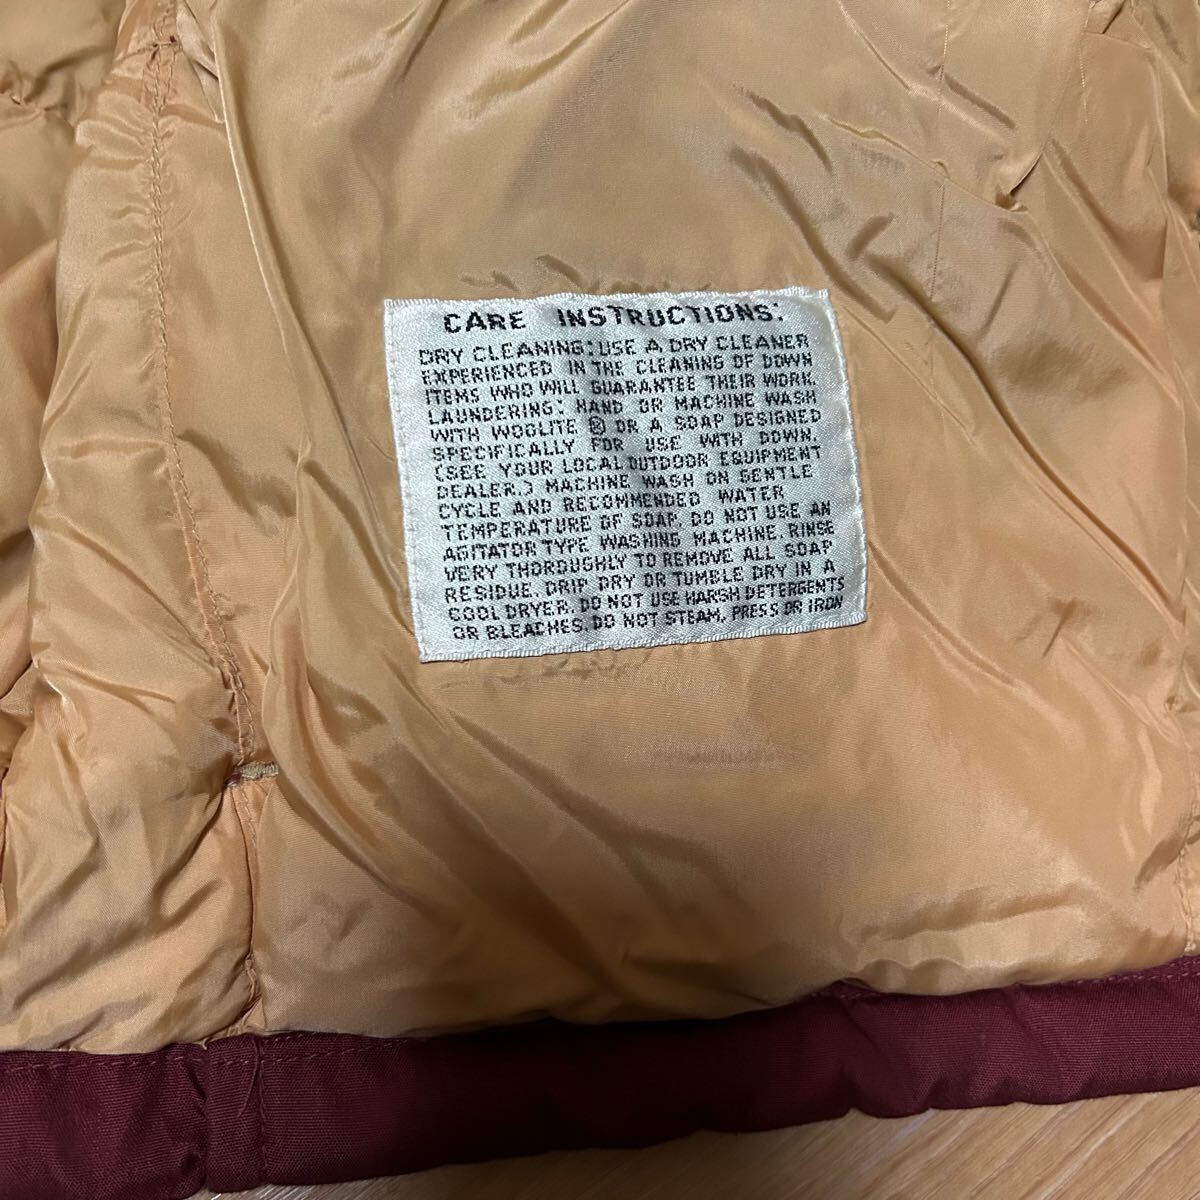 CARE INSTRUCTIONS:
DRY CLEANING: USE A DRY CLEANER
EXPERIENCED IN THE CLEANING OF DOWN
ITEMS WHO WILL GUARANTEE THEIR WORK.
LAUNDERING: HAND OR MACHINE WASH
WITH WOOLITE ® OR A SOAP DESIGNED
SPECIFICALLY FOR USE WITH DOWN.
(SEE YOUR LOCAL OUTDOOR EQUIPMENT
DEALER.) MACHINE WASH ON GENTLE
CYCLE AND RECOMMENDED WATER
TEMPERATURE OF SOAP. DO NOT USE AN
AGITATOR TYPE WASHING MACHINE. RINSE
VERY THOROUGHLY TO REMOVE ALL SOAP
RESIDUE. DRIP DRY OR TUMBLE DRY IN A
COOL DRYER. DO NOT USE HARSH DETERGENTS
OR BLEACHES. DO NOT STEAM, PRESS OR IRON